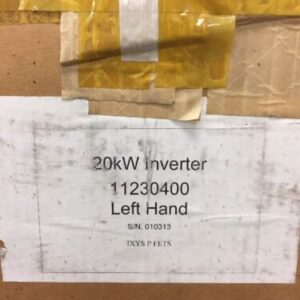 20kW Inverter
11230400
Left Hand
S/N: 010313
IXYS P FETS